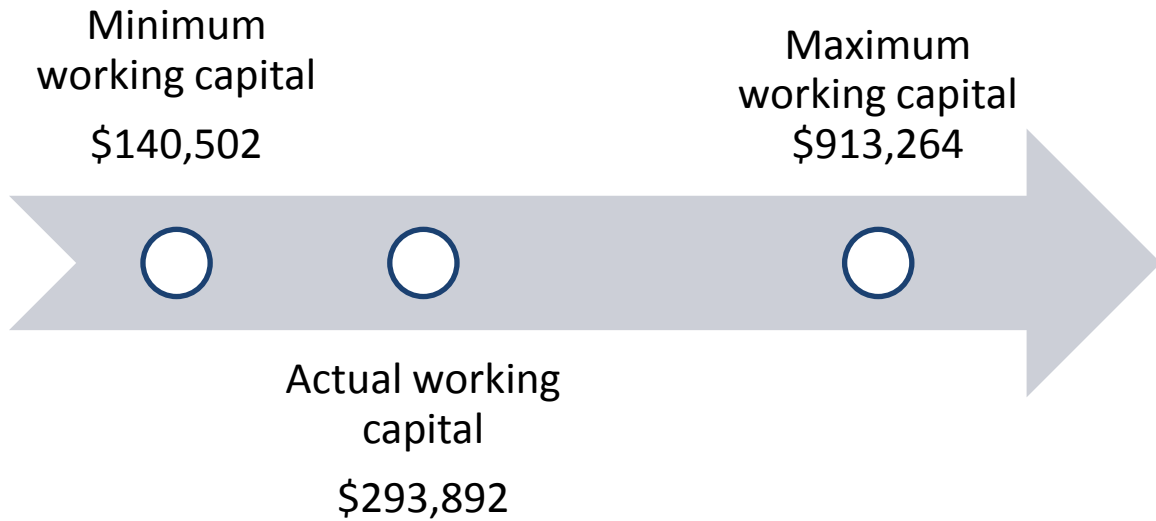 Minimum
working capital
$140,502
Maximum
working capital
$913,264
Actual working
capital
$293,892